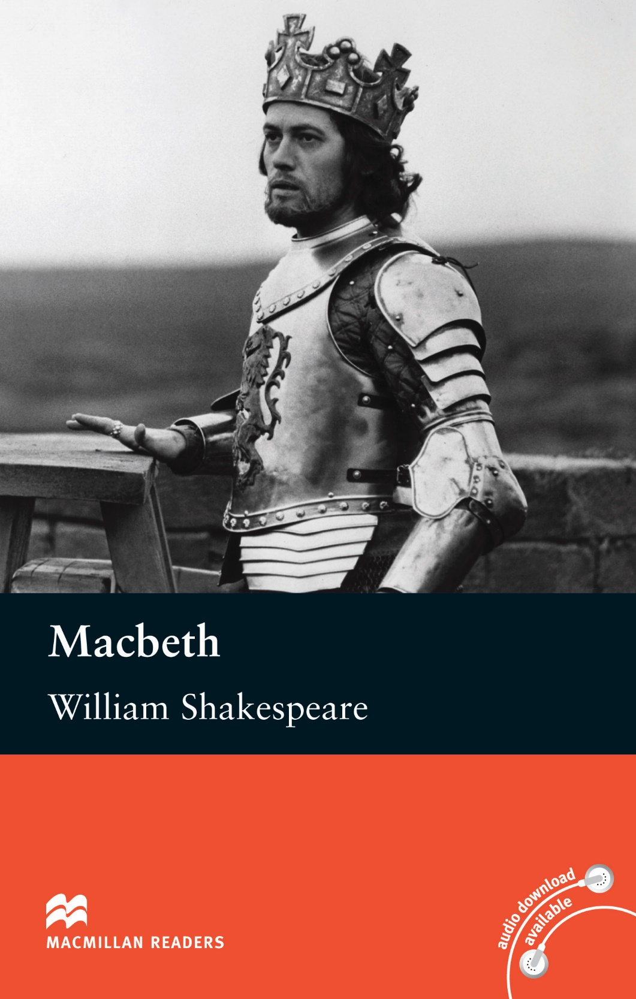 Macbeth
William Shakespeare
MACMILLAN READERS
audio download
available